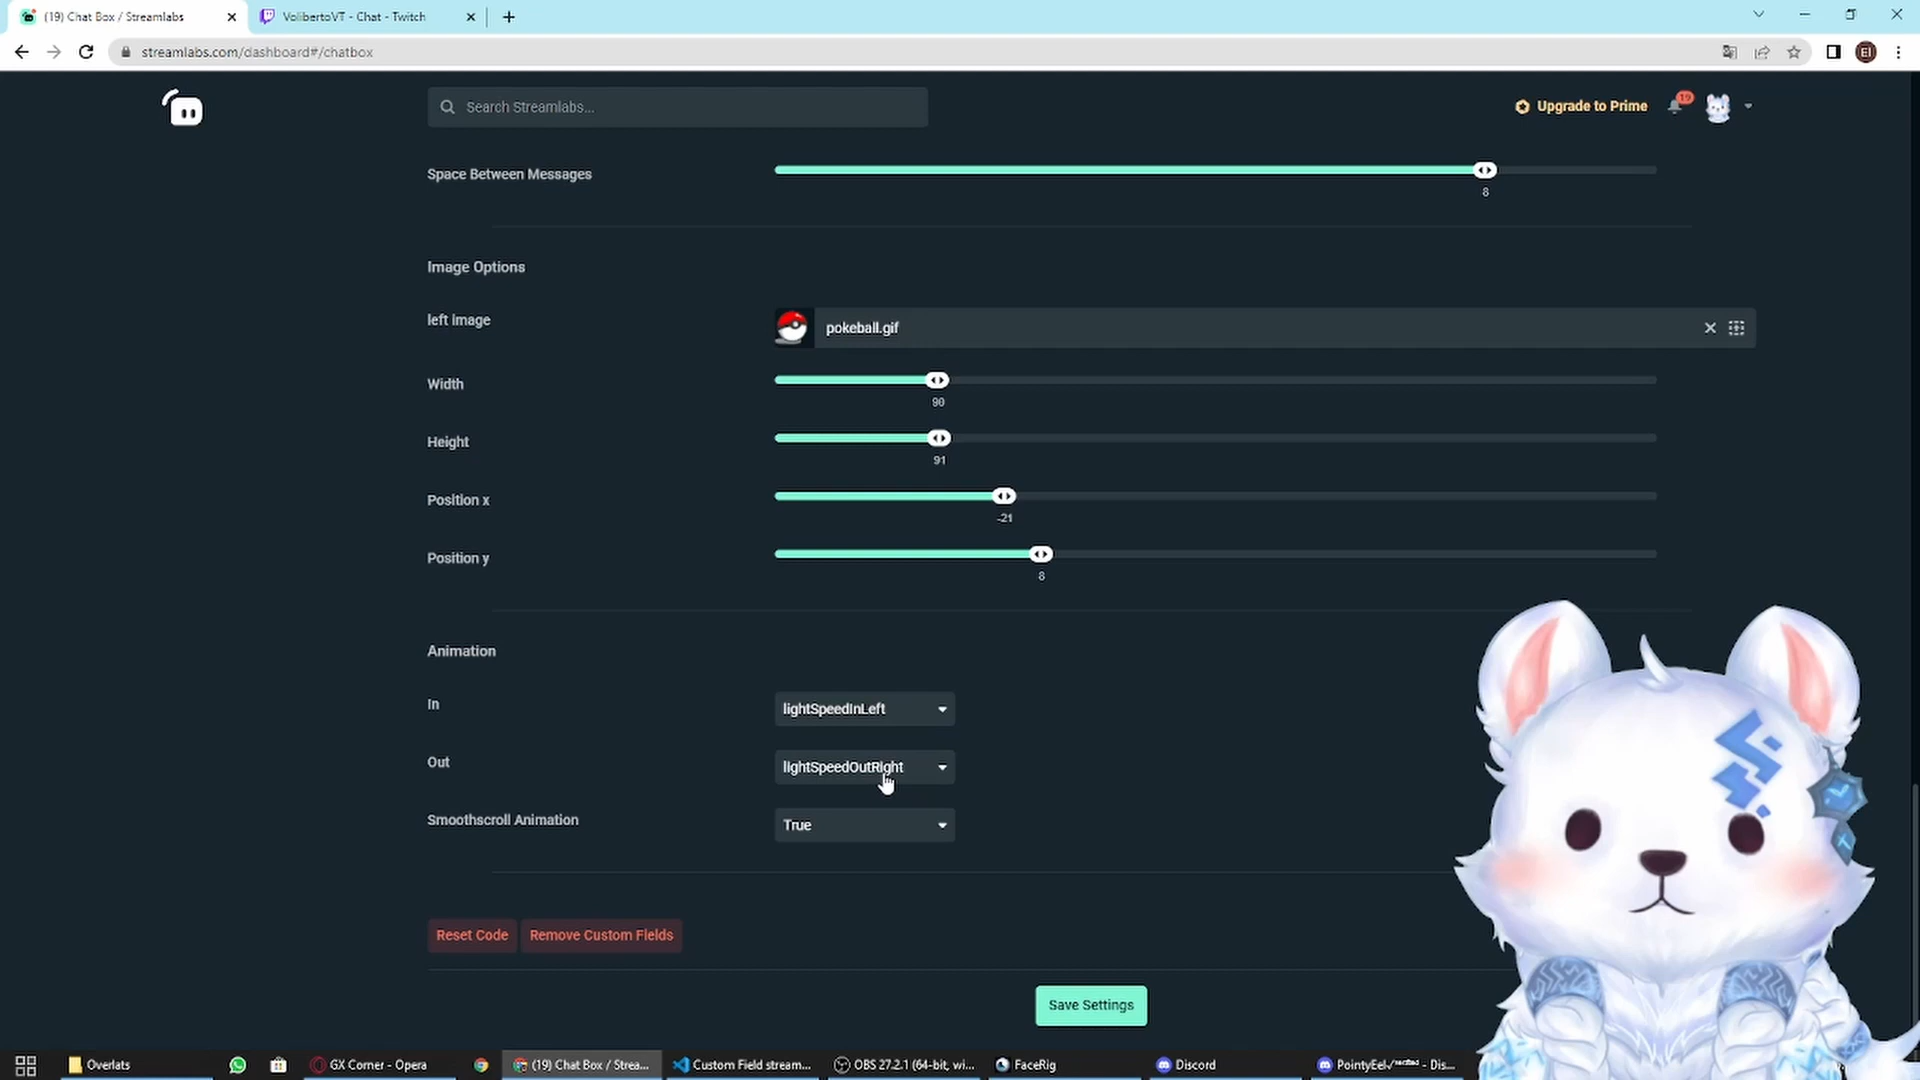 (19) Chat Box / Streamlabs
VolibertoVT - Chat - Twitch
streamlabs.com/dashboard#/chatbox
EI
Search Streamlabs...
Upgrade to Prime
19
Space Between Messages
8
Image Options
left image
pokeball.gif
Width
90
Height
91
Position x
-21
Position y
8
Animation
In
lightSpeedInLeft
Out
lightSpeedOutRight
Smoothscroll Animation
True
Reset Code
Remove Custom Fields
Save Settings
Overlats
GX Corner - Opera
(19) Chat Box / Strea...
Custom Field stream...
OBS 27.2.1 (64-bit, wi...
FaceRig
Discord
- Dis...